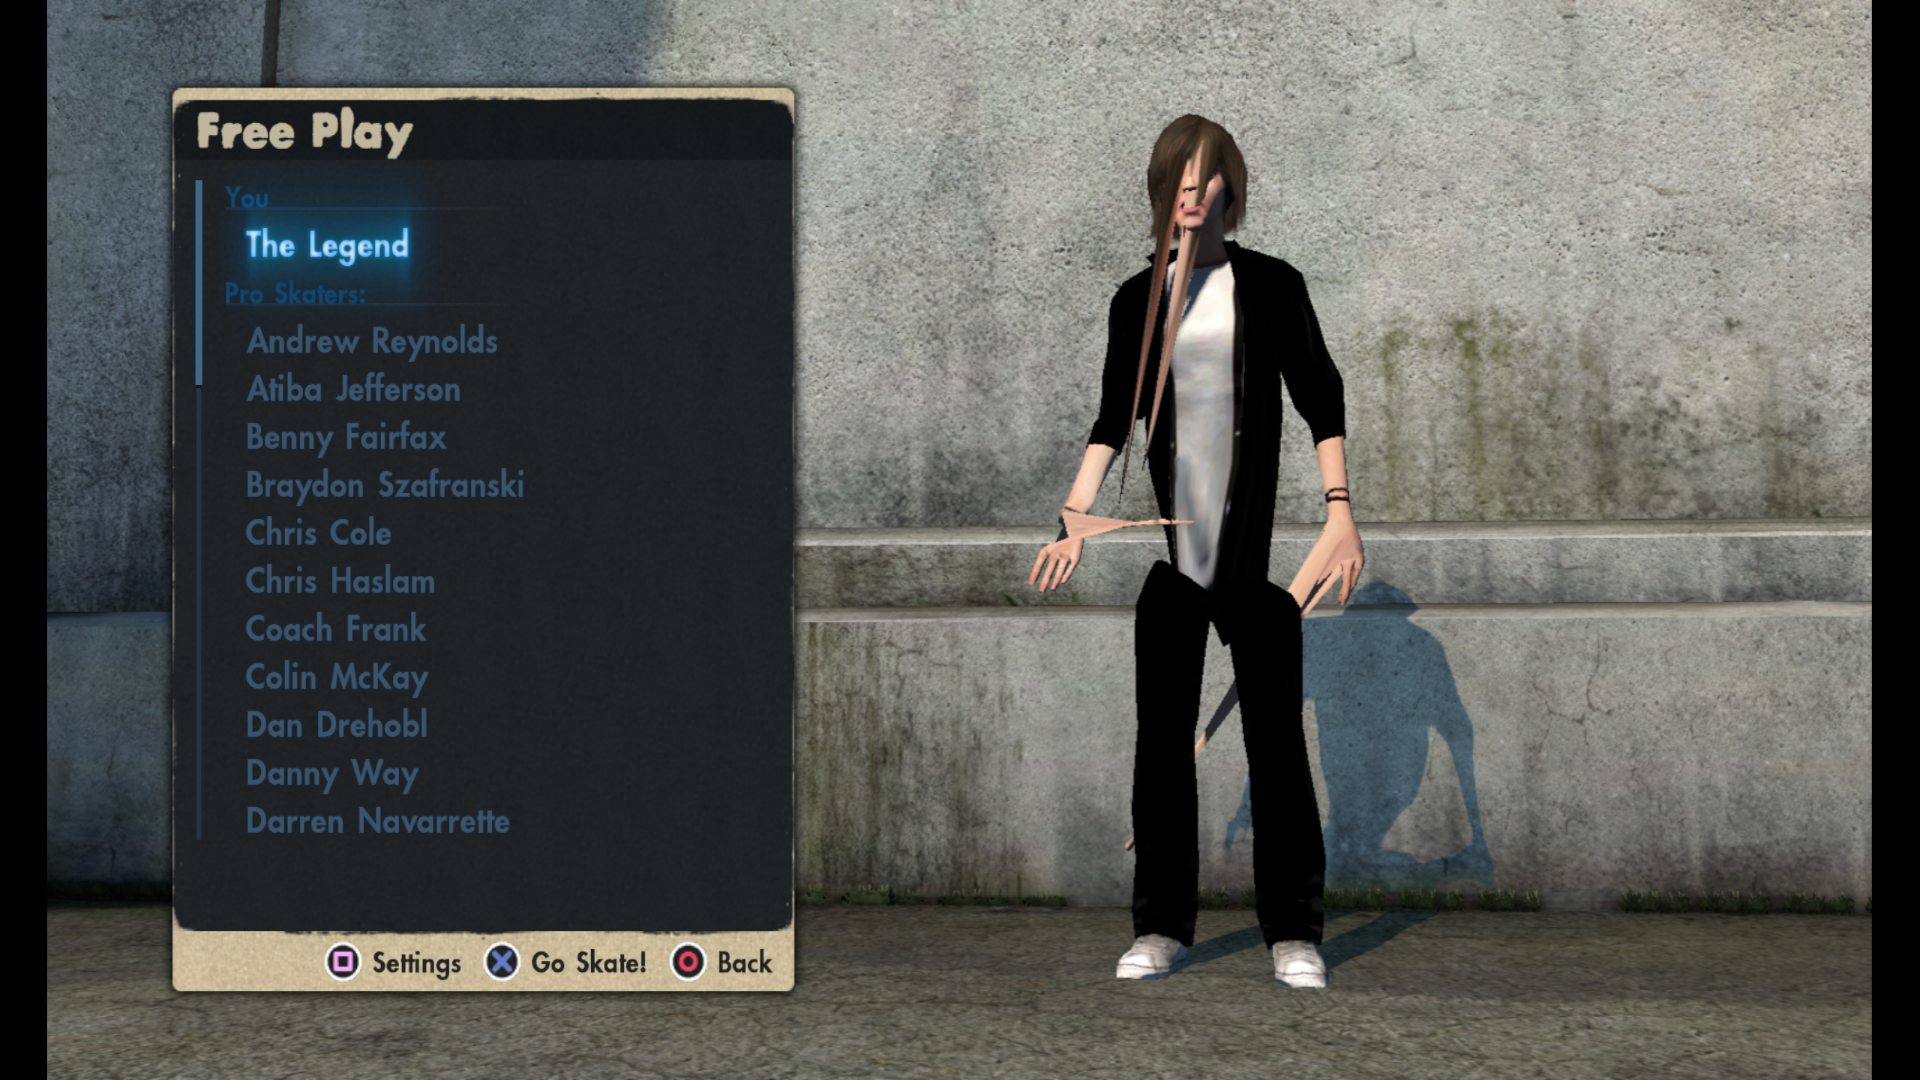 Free Play
You
The Legend
Pro Skaters:
Andrew Reynolds
Atiba Jefferson
Benny Fairfax
Braydon Szafranski
Chris Cole
Chris Haslam
Coach Frank
Colin McKay
Dan Drehobl
Danny Way
Darren Navarrette
Settings Go Skate! Back